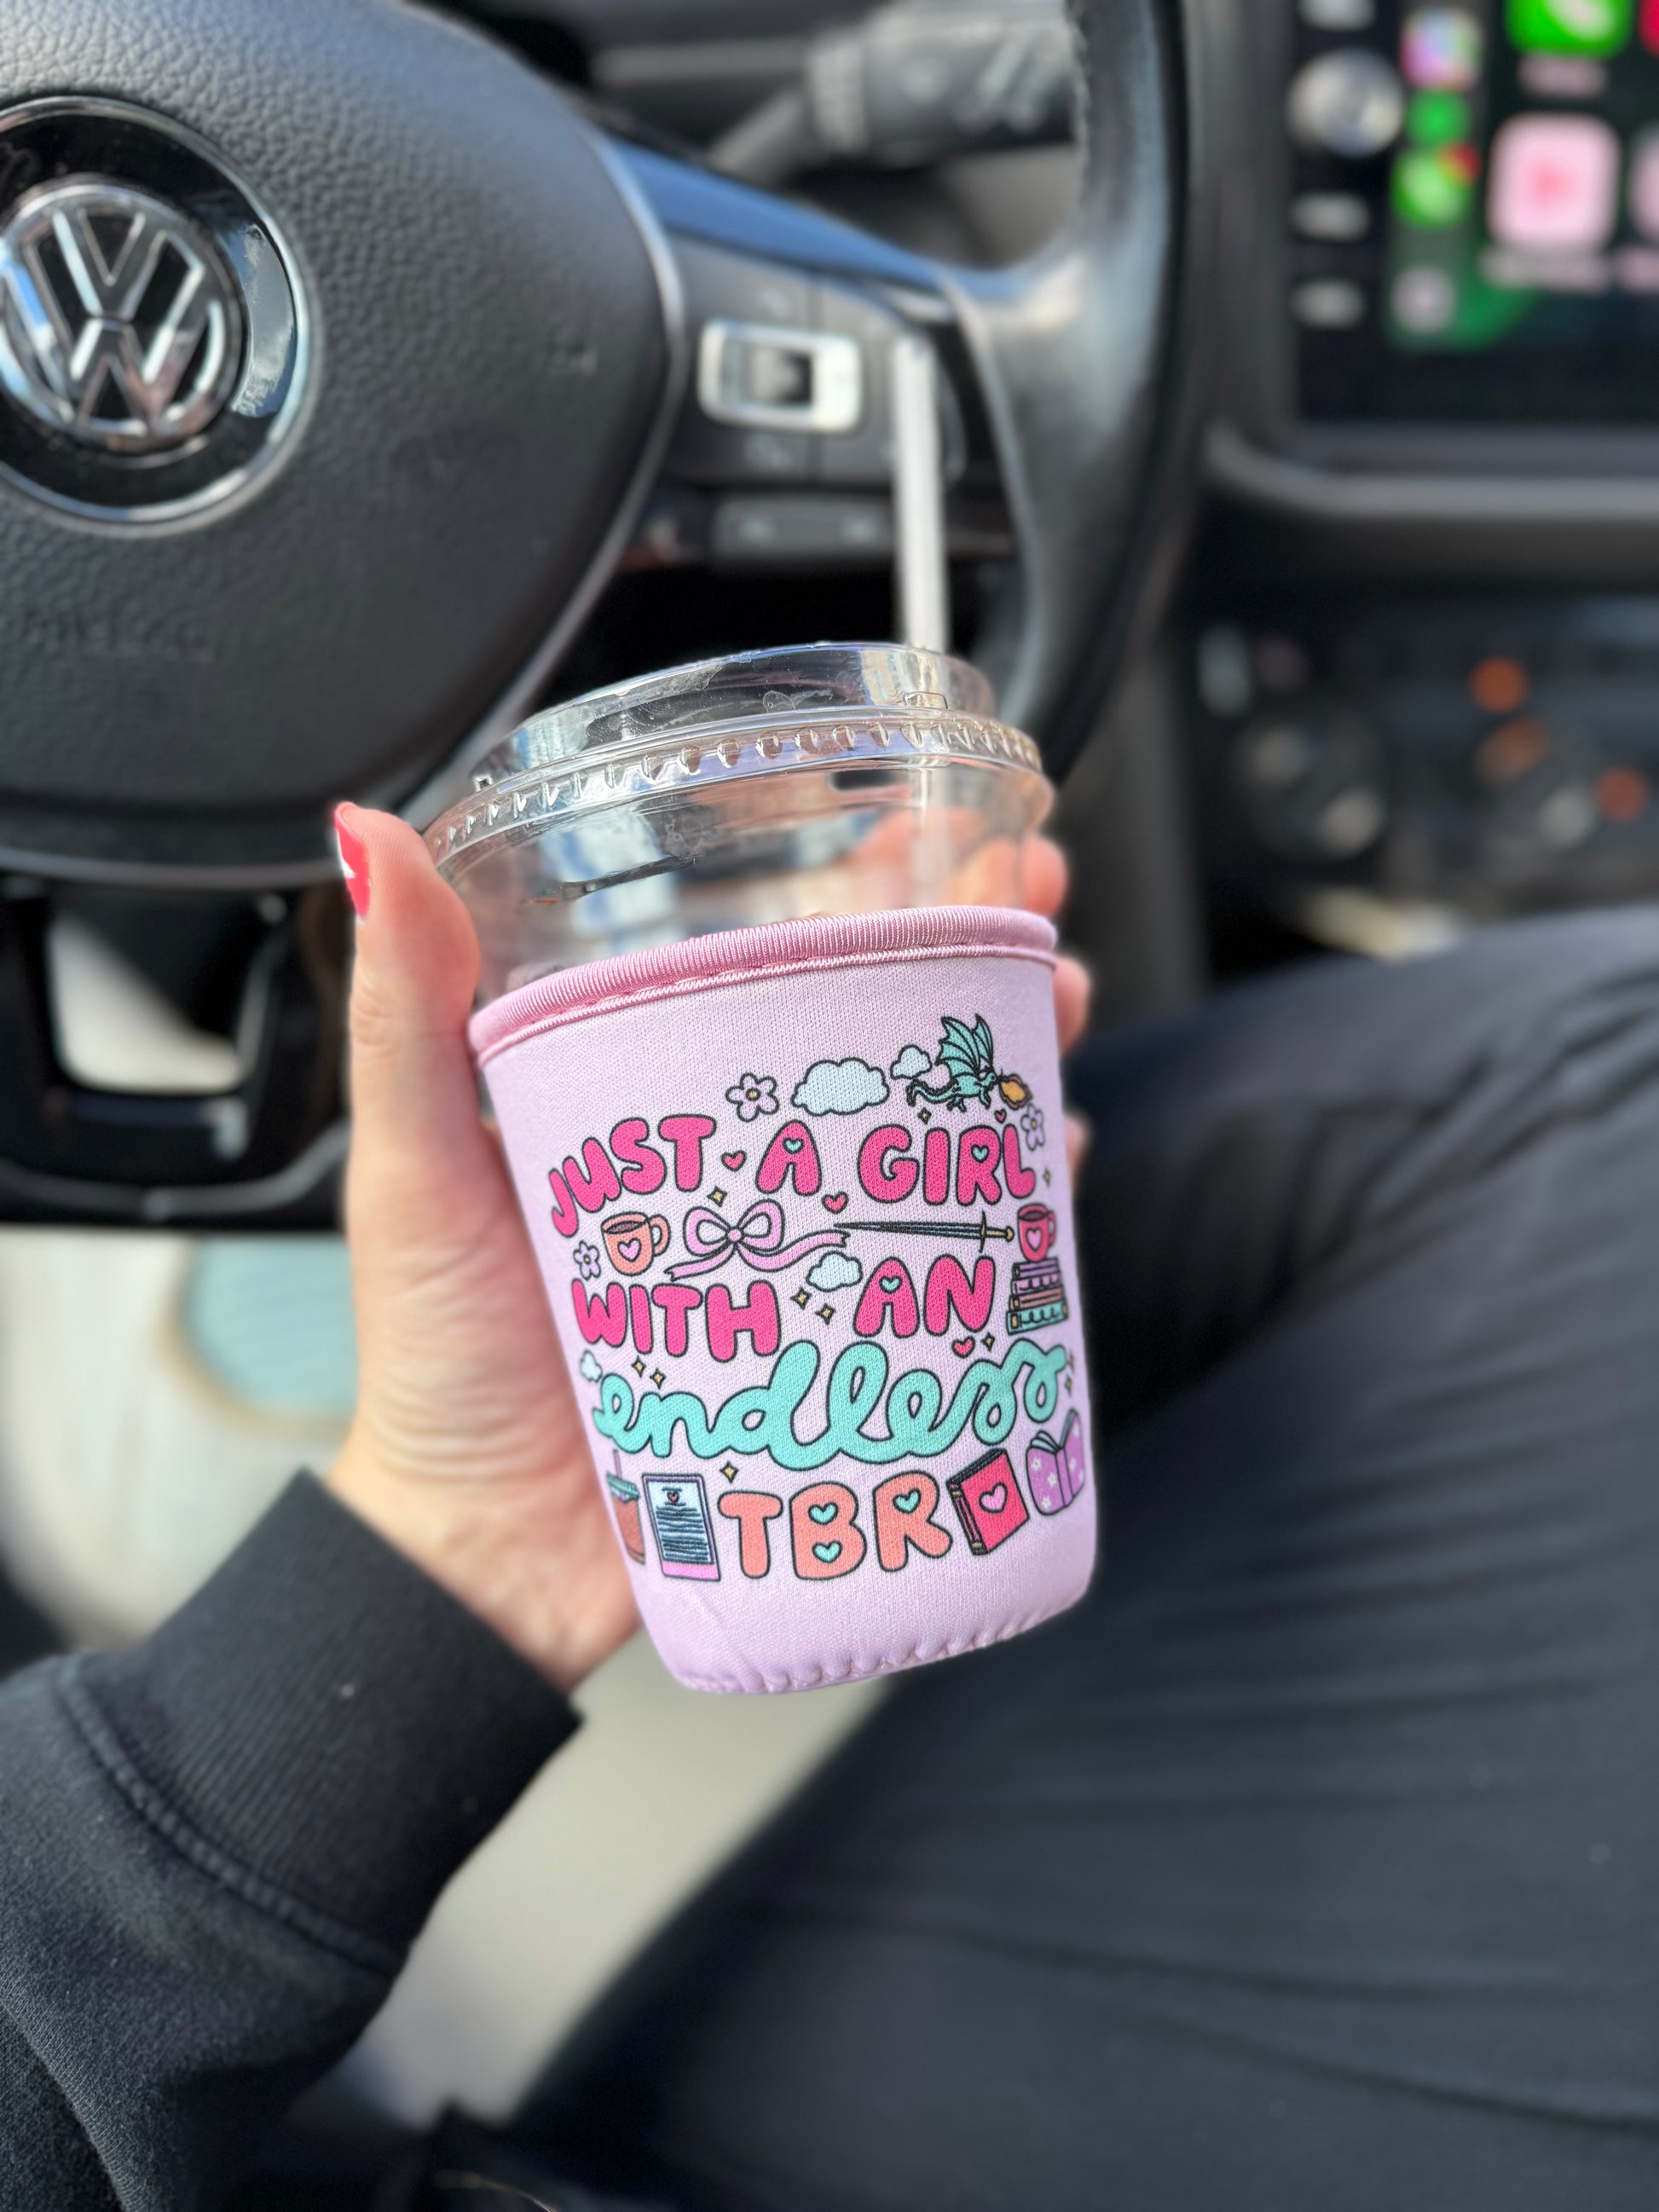 JUST A GIRL
WITH AN
endless
TBR